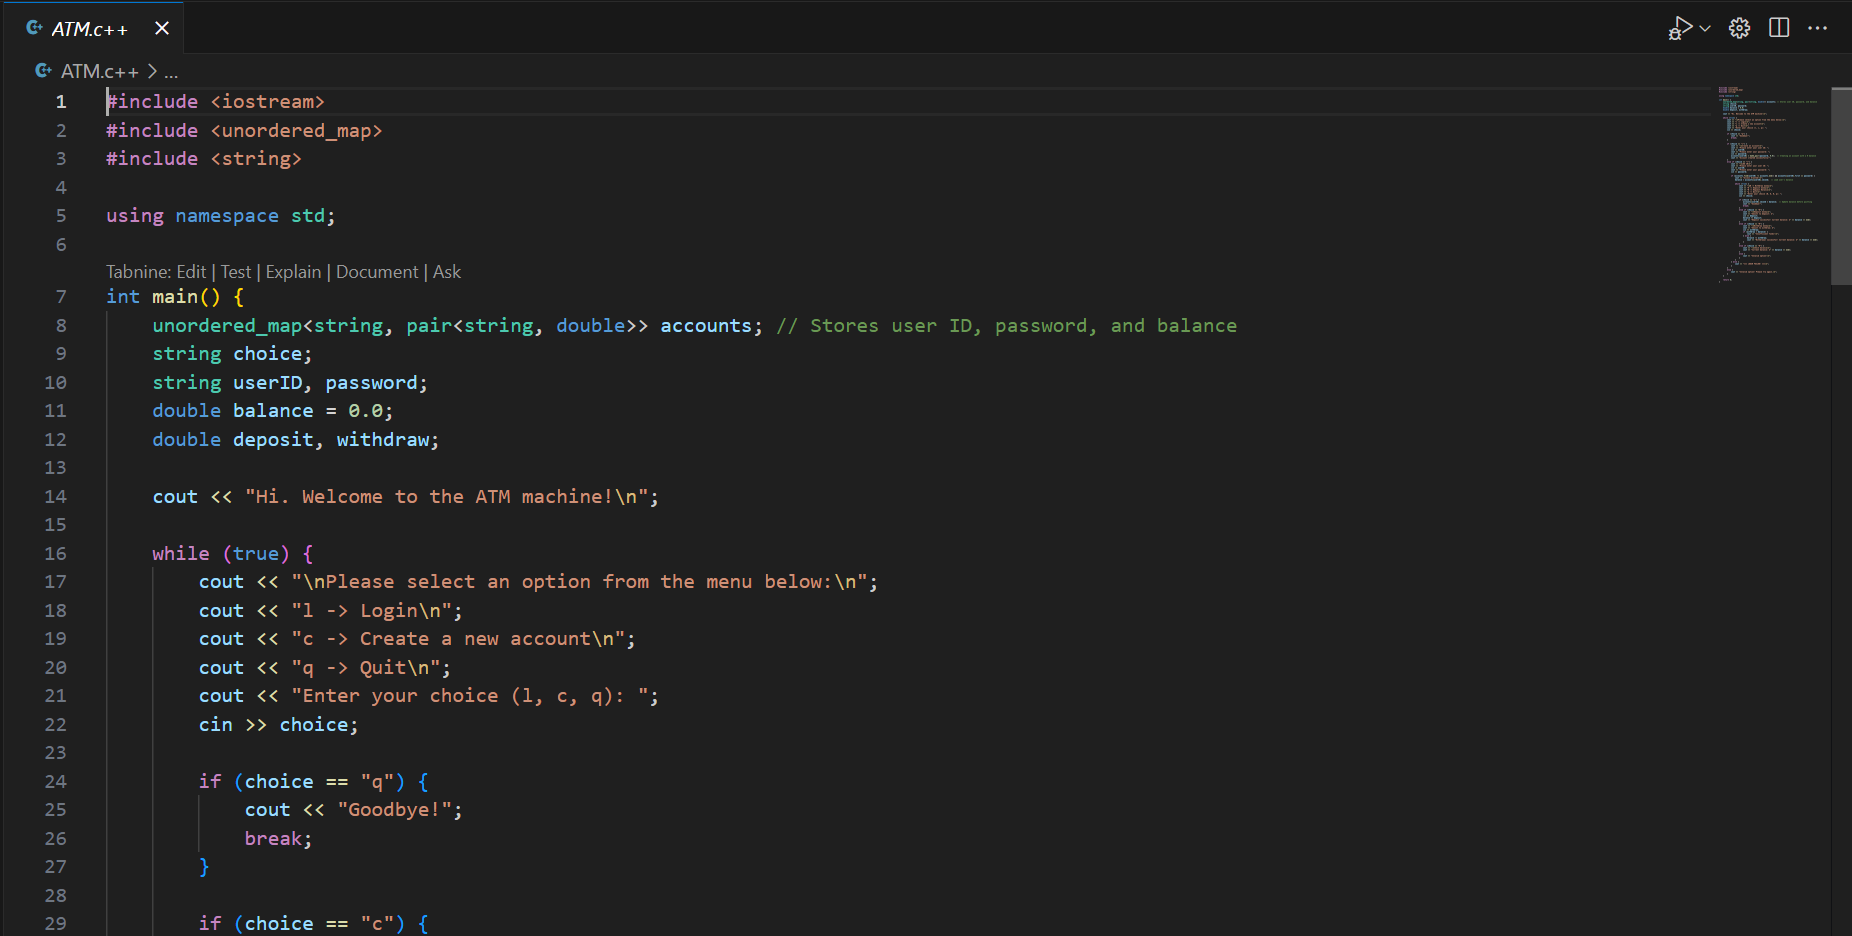 ATM.c++
ATM.c++ > ...
1 #include <iostream>
2 #include <unordered_map>
3 #include <string>
4
5 using namespace std;
6
Tabnine: Edit | Test | Explain | Document | Ask
7 int main() {
8     unordered_map<string, pair<string, double>> accounts; // Stores user ID, password, and balance
9     string choice;
10     string userID, password;
11     double balance = 0.0;
12     double deposit, withdraw;
13
14     cout << "Hi. Welcome to the ATM machine!\n";
15
16     while (true) {
17         cout << "\nPlease select an option from the menu below:\n";
18         cout << "l -> Login\n";
19         cout << "c -> Create a new account\n";
20         cout << "q -> Quit\n";
21         cout << "Enter your choice (l, c, q): ";
22         cin >> choice;
23
24         if (choice == "q") {
25             cout << "Goodbye!";
26             break;
27         }
28
29         if (choice == "c") {